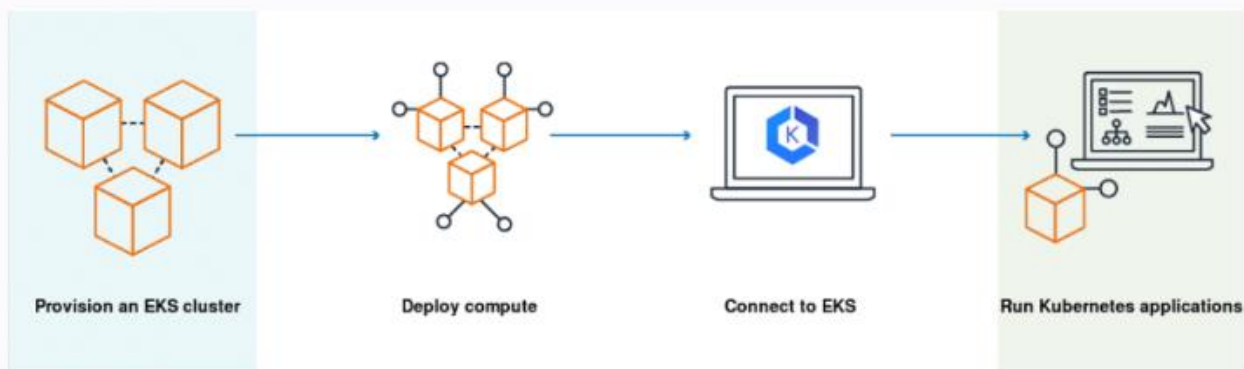 Provision an EKS cluster
Deploy compute
K
Connect to EKS
Run Kubernetes applications